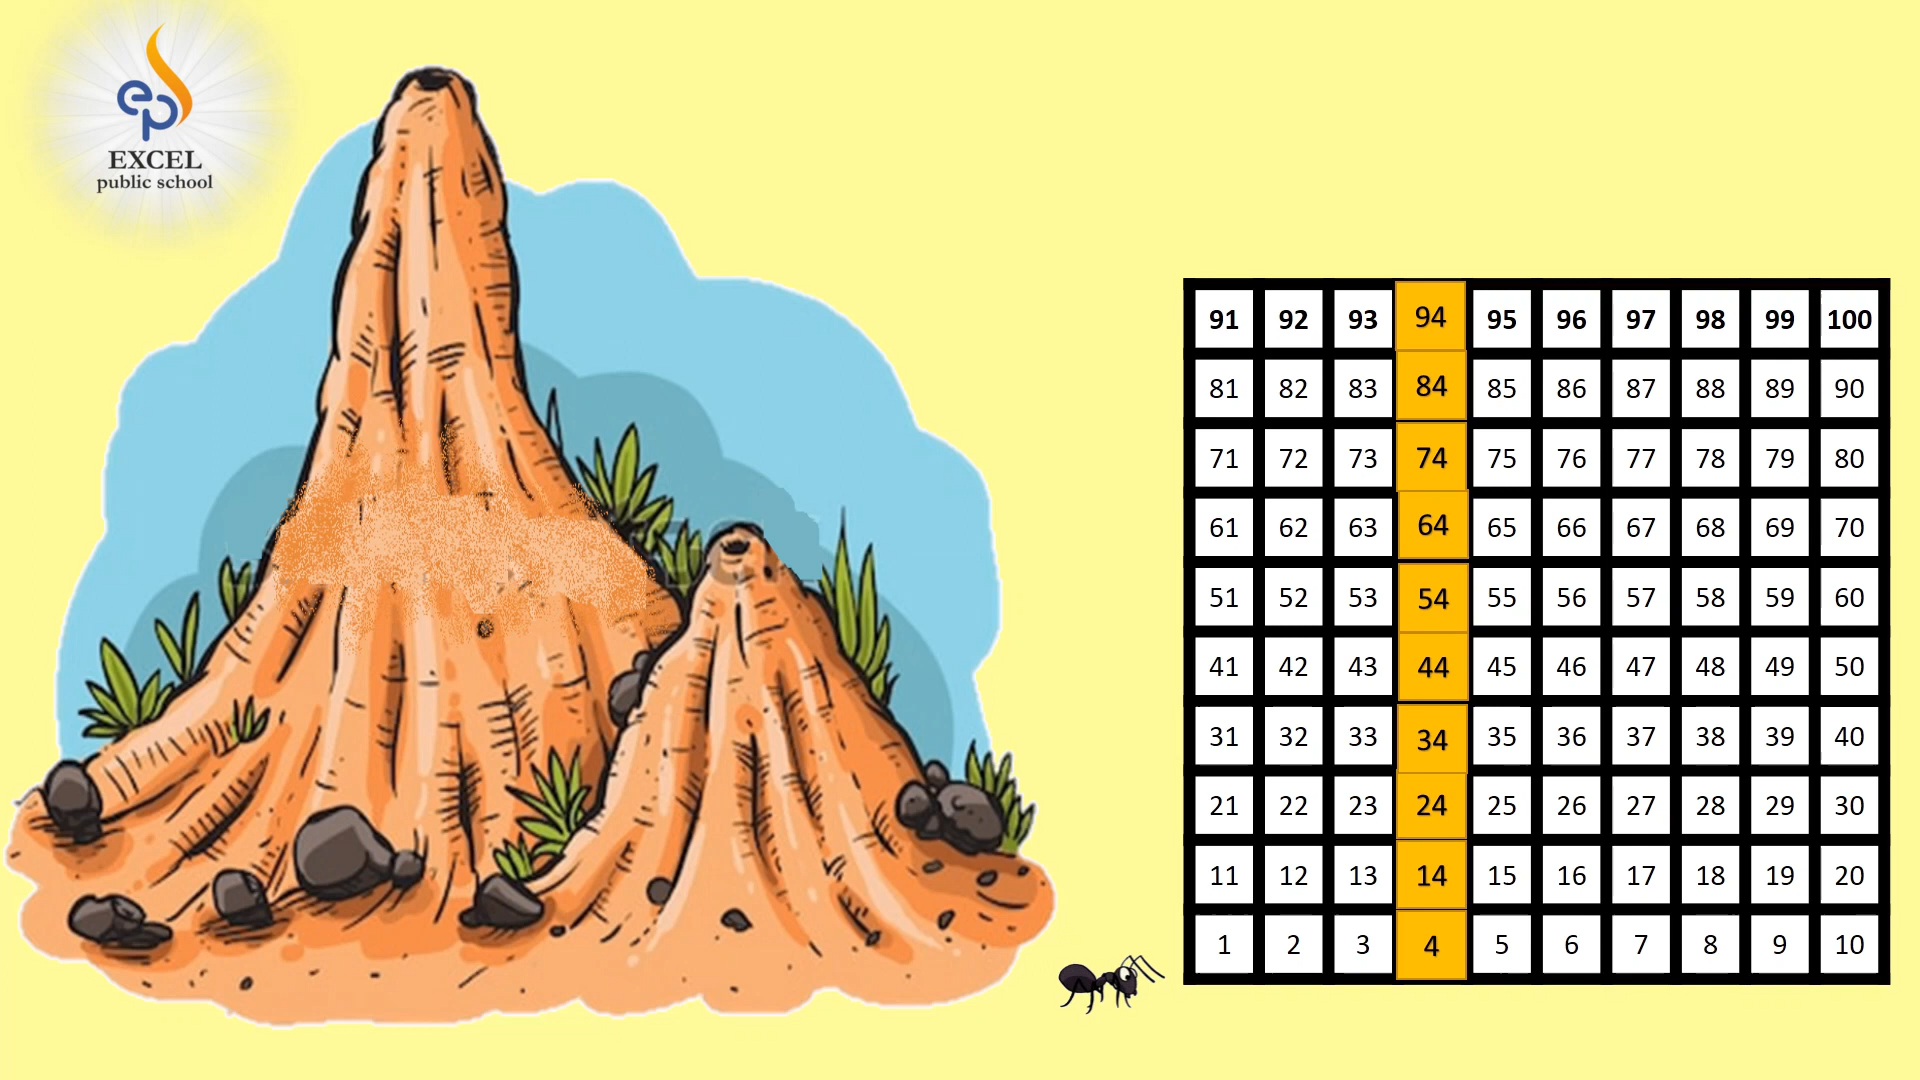 ep
EXCEL
public school
91 92 93 94 95 96 97 98 99 100
81 82 83 84 85 86 87 88 89 90
71 72 73 74 75 76 77 78 79 80
61 62 63 64 65 66 67 68 69 70
51 52 53 54 55 56 57 58 59 60
41 42 43 44 45 46 47 48 49 50
31 32 33 34 35 36 37 38 39 40
21 22 23 24 25 26 27 28 29 30
11 12 13 14 15 16 17 18 19 20
1 2 3 4 5 6 7 8 9 10